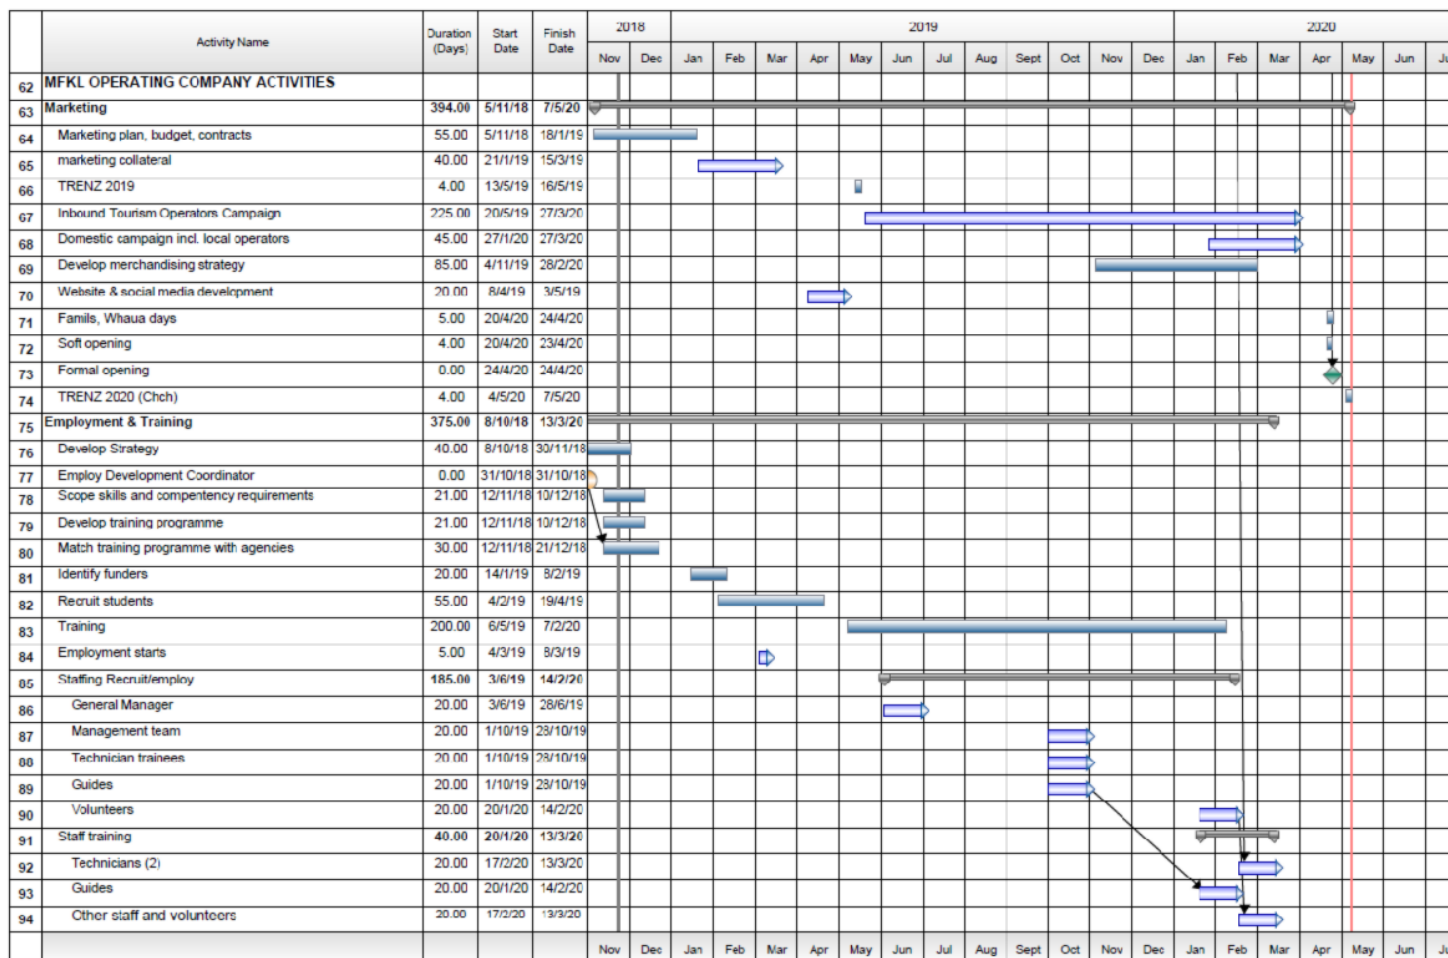 2018 2019 2020
Activity Name Duration (Days) Start Date Finish Date Nov Dec Jan Feb Mar Apr May Jun Jul Aug Sept Oct Nov Dec Jan Feb Mar Apr May Jun
62 MFKL OPERATING COMPANY ACTIVITIES
63 Marketing 394.00 5/11/18 7/5/20
64 Marketing plan, budget, contracts 55.00 5/11/18 18/1/19
65 marketing collateral 40.00 21/1/19 15/3/19
66 TRENZ 2019 4.00 13/5/19 16/5/19
67 Inbound Tourism Operators Campaign 225.00 20/5/19 27/3/20
68 Domestic campaign incl. local operators 45.00 27/1/20 27/3/20
69 Develop merchandising strategy 85.00 4/11/19 28/2/20
70 Website & social media development 20.00 8/4/19 3/5/19
71 Famils, Whaua days 5.00 20/4/20 24/4/20
72 Soft opening 4.00 20/4/20 23/4/20
73 Formal opening 0.00 24/4/20 24/4/20
74 TRENZ 2020 (Chch) 4.00 4/5/20 7/5/20
75 Employment & Training 375.00 8/10/18 13/3/20
76 Develop Strategy 40.00 8/10/18 30/11/18
77 Employ Development Coordinator 0.00 31/10/18 31/10/18
78 Scope skills and compentency requirements 21.00 12/11/18 10/12/18
79 Develop training programme 21.00 12/11/18 10/12/18
80 Match training programme with agencies 30.00 12/11/18 21/12/18
81 Identify funders 20.00 14/1/19 8/2/19
82 Recruit students 55.00 4/2/19 19/4/19
83 Training 200.00 6/5/19 7/2/20
84 Employment starts 5.00 4/3/19 8/3/19
85 Staffing Recruit/employ 185.00 3/6/19 14/2/20
86 General Manager 20.00 3/6/19 28/6/19
87 Management team 20.00 1/10/19 28/10/19
88 Technician trainees 20.00 1/10/19 28/10/19
89 Guides 20.00 1/10/19 28/10/19
90 Volunteers 20.00 20/1/20 14/2/20
91 Staff training 40.00 20/1/20 13/3/20
92 Technicians (2) 20.00 17/2/20 13/3/20
93 Guides 20.00 20/1/20 14/2/20
94 Other staff and volunteers 20.00 17/2/20 13/3/20
Nov Dec Jan Feb Mar Apr May Jun Jul Aug Sept Oct Nov Dec Jan Feb Mar Apr May Jun